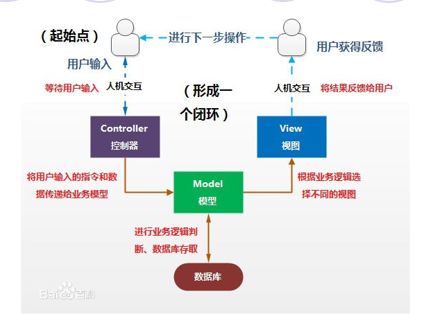 （起始点）
进行下一步操作
用户输入
用户获得反馈
等待用户输入
人机交互
（形成一
个闭环）
人机交互
将结果反馈给用户
Controller
控制器
View
视图
将用户输入的指令和数
据传递给业务模型
Model
模型
根据业务逻辑选
择不同的视图
进行业务逻辑判
断、数据库存取
数据库
Bai百科